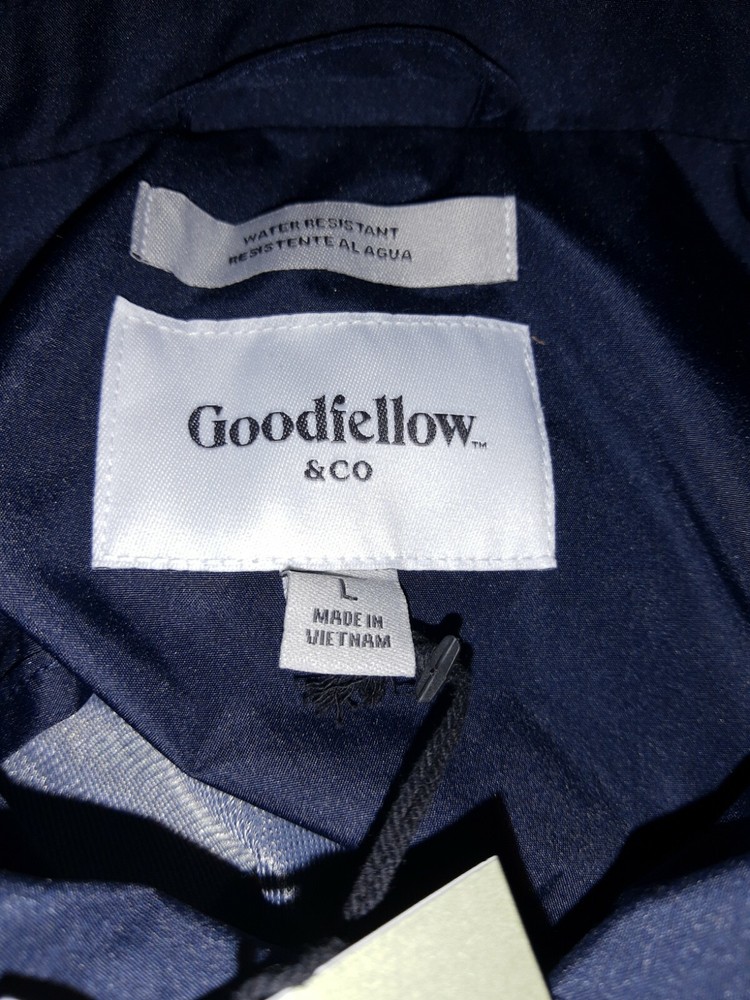 WATER RESISTANT
RESISTENTE AL AGUA
Goodfellow™
&CO
L
MADE IN
VIETNAM